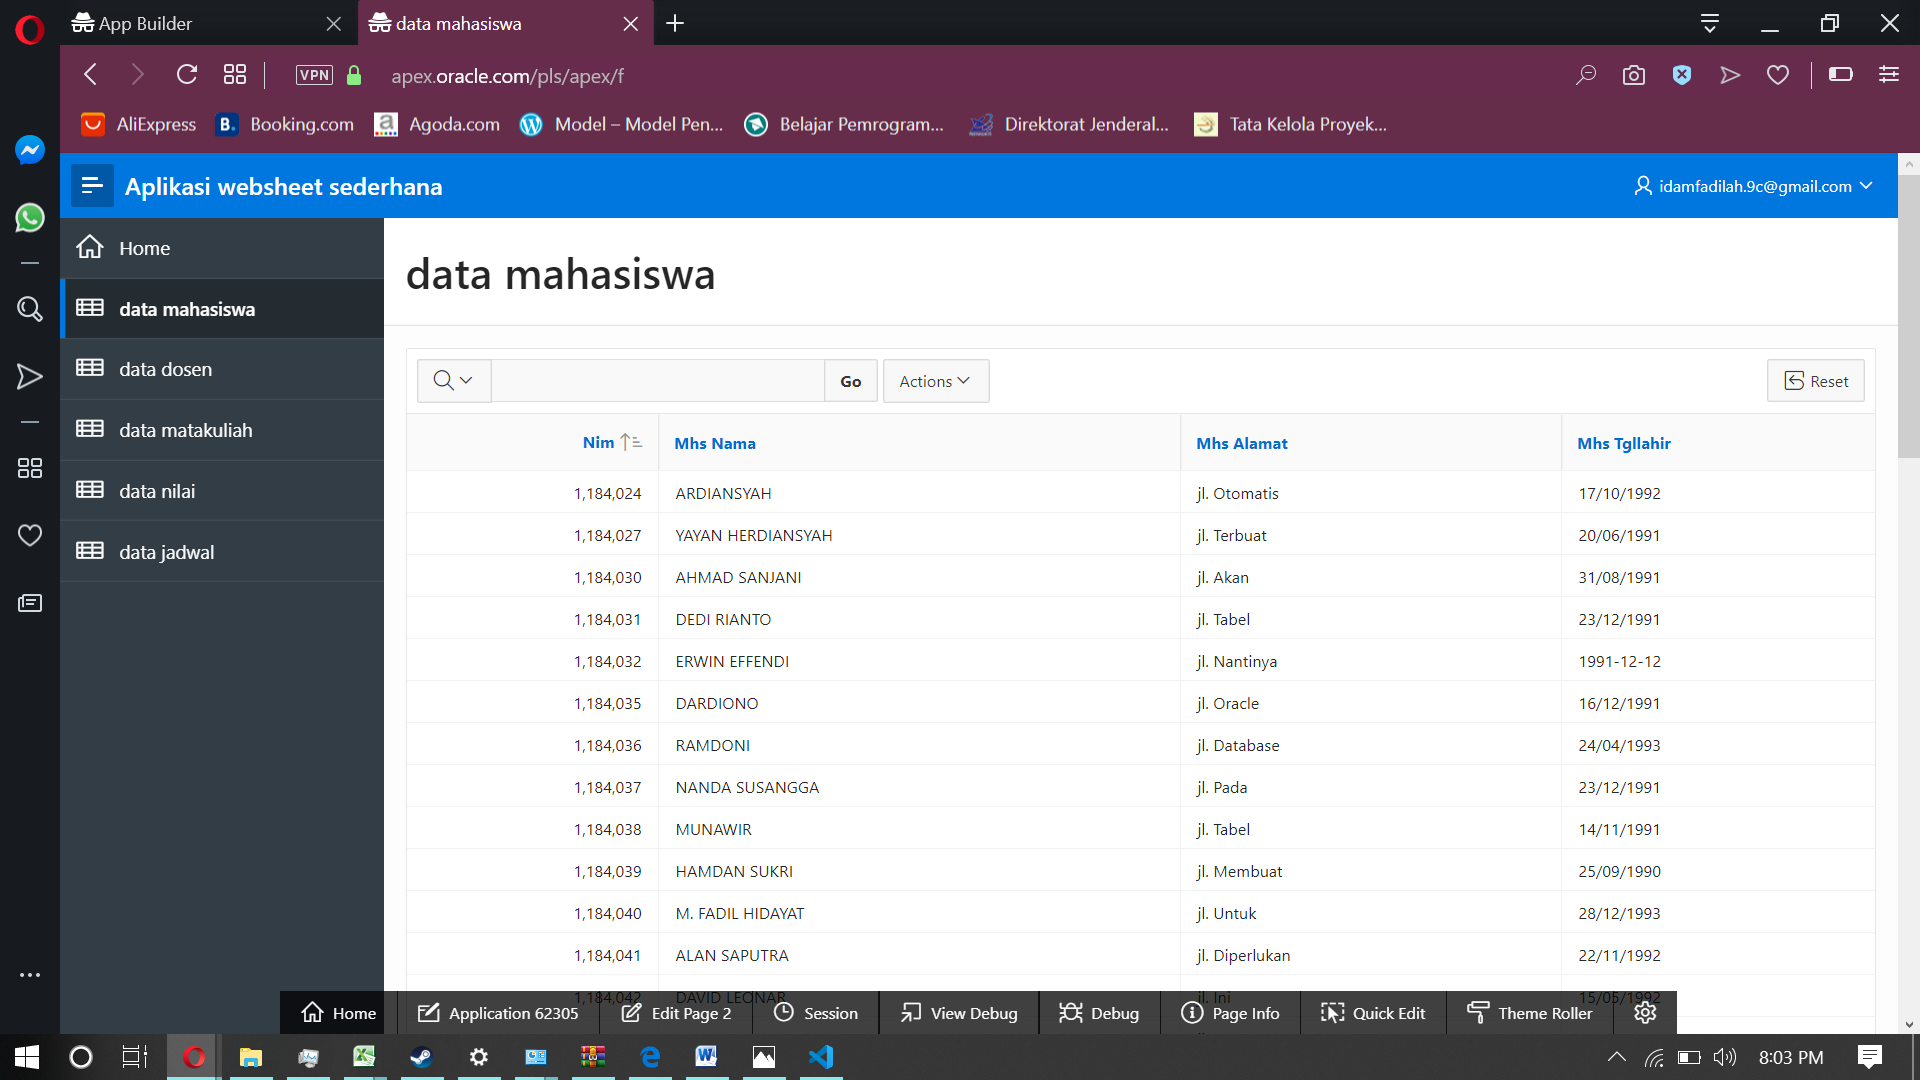 App Builder
data mahasiswa
VPN
apex.oracle.com/pls/apex/f
AliExpress
B. Booking.com
a Agoda.com
Model – Model Pen...
Belajar Pemrogram...
Direktorat Jenderal...
Tata Kelola Proyek...
Aplikasi websheet sederhana
idamfadilah.9c@gmail.com
Home
data mahasiswa
data dosen
data matakuliah
data nilai
data jadwal
data mahasiswa
Go
Actions
Reset
Nim Mhs Nama Mhs Alamat Mhs Tgllahir
1,184,024 ARDIANSYAH jl. Otomatis 17/10/1992
1,184,027 YAYAN HERDIANSYAH jl. Terbuat 20/06/1991
1,184,030 AHMAD SANJANI jl. Akan 31/08/1991
1,184,031 DEDI RIANTO jl. Tabel 23/12/1991
1,184,032 ERWIN EFFENDI jl. Nantinya 1991-12-12
1,184,035 DARDIONO jl. Oracle 16/12/1991
1,184,036 RAMDONI jl. Database 24/04/1993
1,184,037 NANDA SUSANGGA jl. Pada 23/12/1991
1,184,038 MUNAWIR jl. Tabel 14/11/1991
1,184,039 HAMDAN SUKRI jl. Membuat 25/09/1990
1,184,040 M. FADIL HIDAYAT jl. Untuk 28/12/1993
1,184,041 ALAN SAPUTRA jl. Diperlukan 22/11/1992
1,184,042 DAVID LEONAR jl. Ini 15/05/1992
Home
Application 62305
Edit Page 2
Session
View Debug
Debug
Page Info
Quick Edit
Theme Roller
8:03 PM